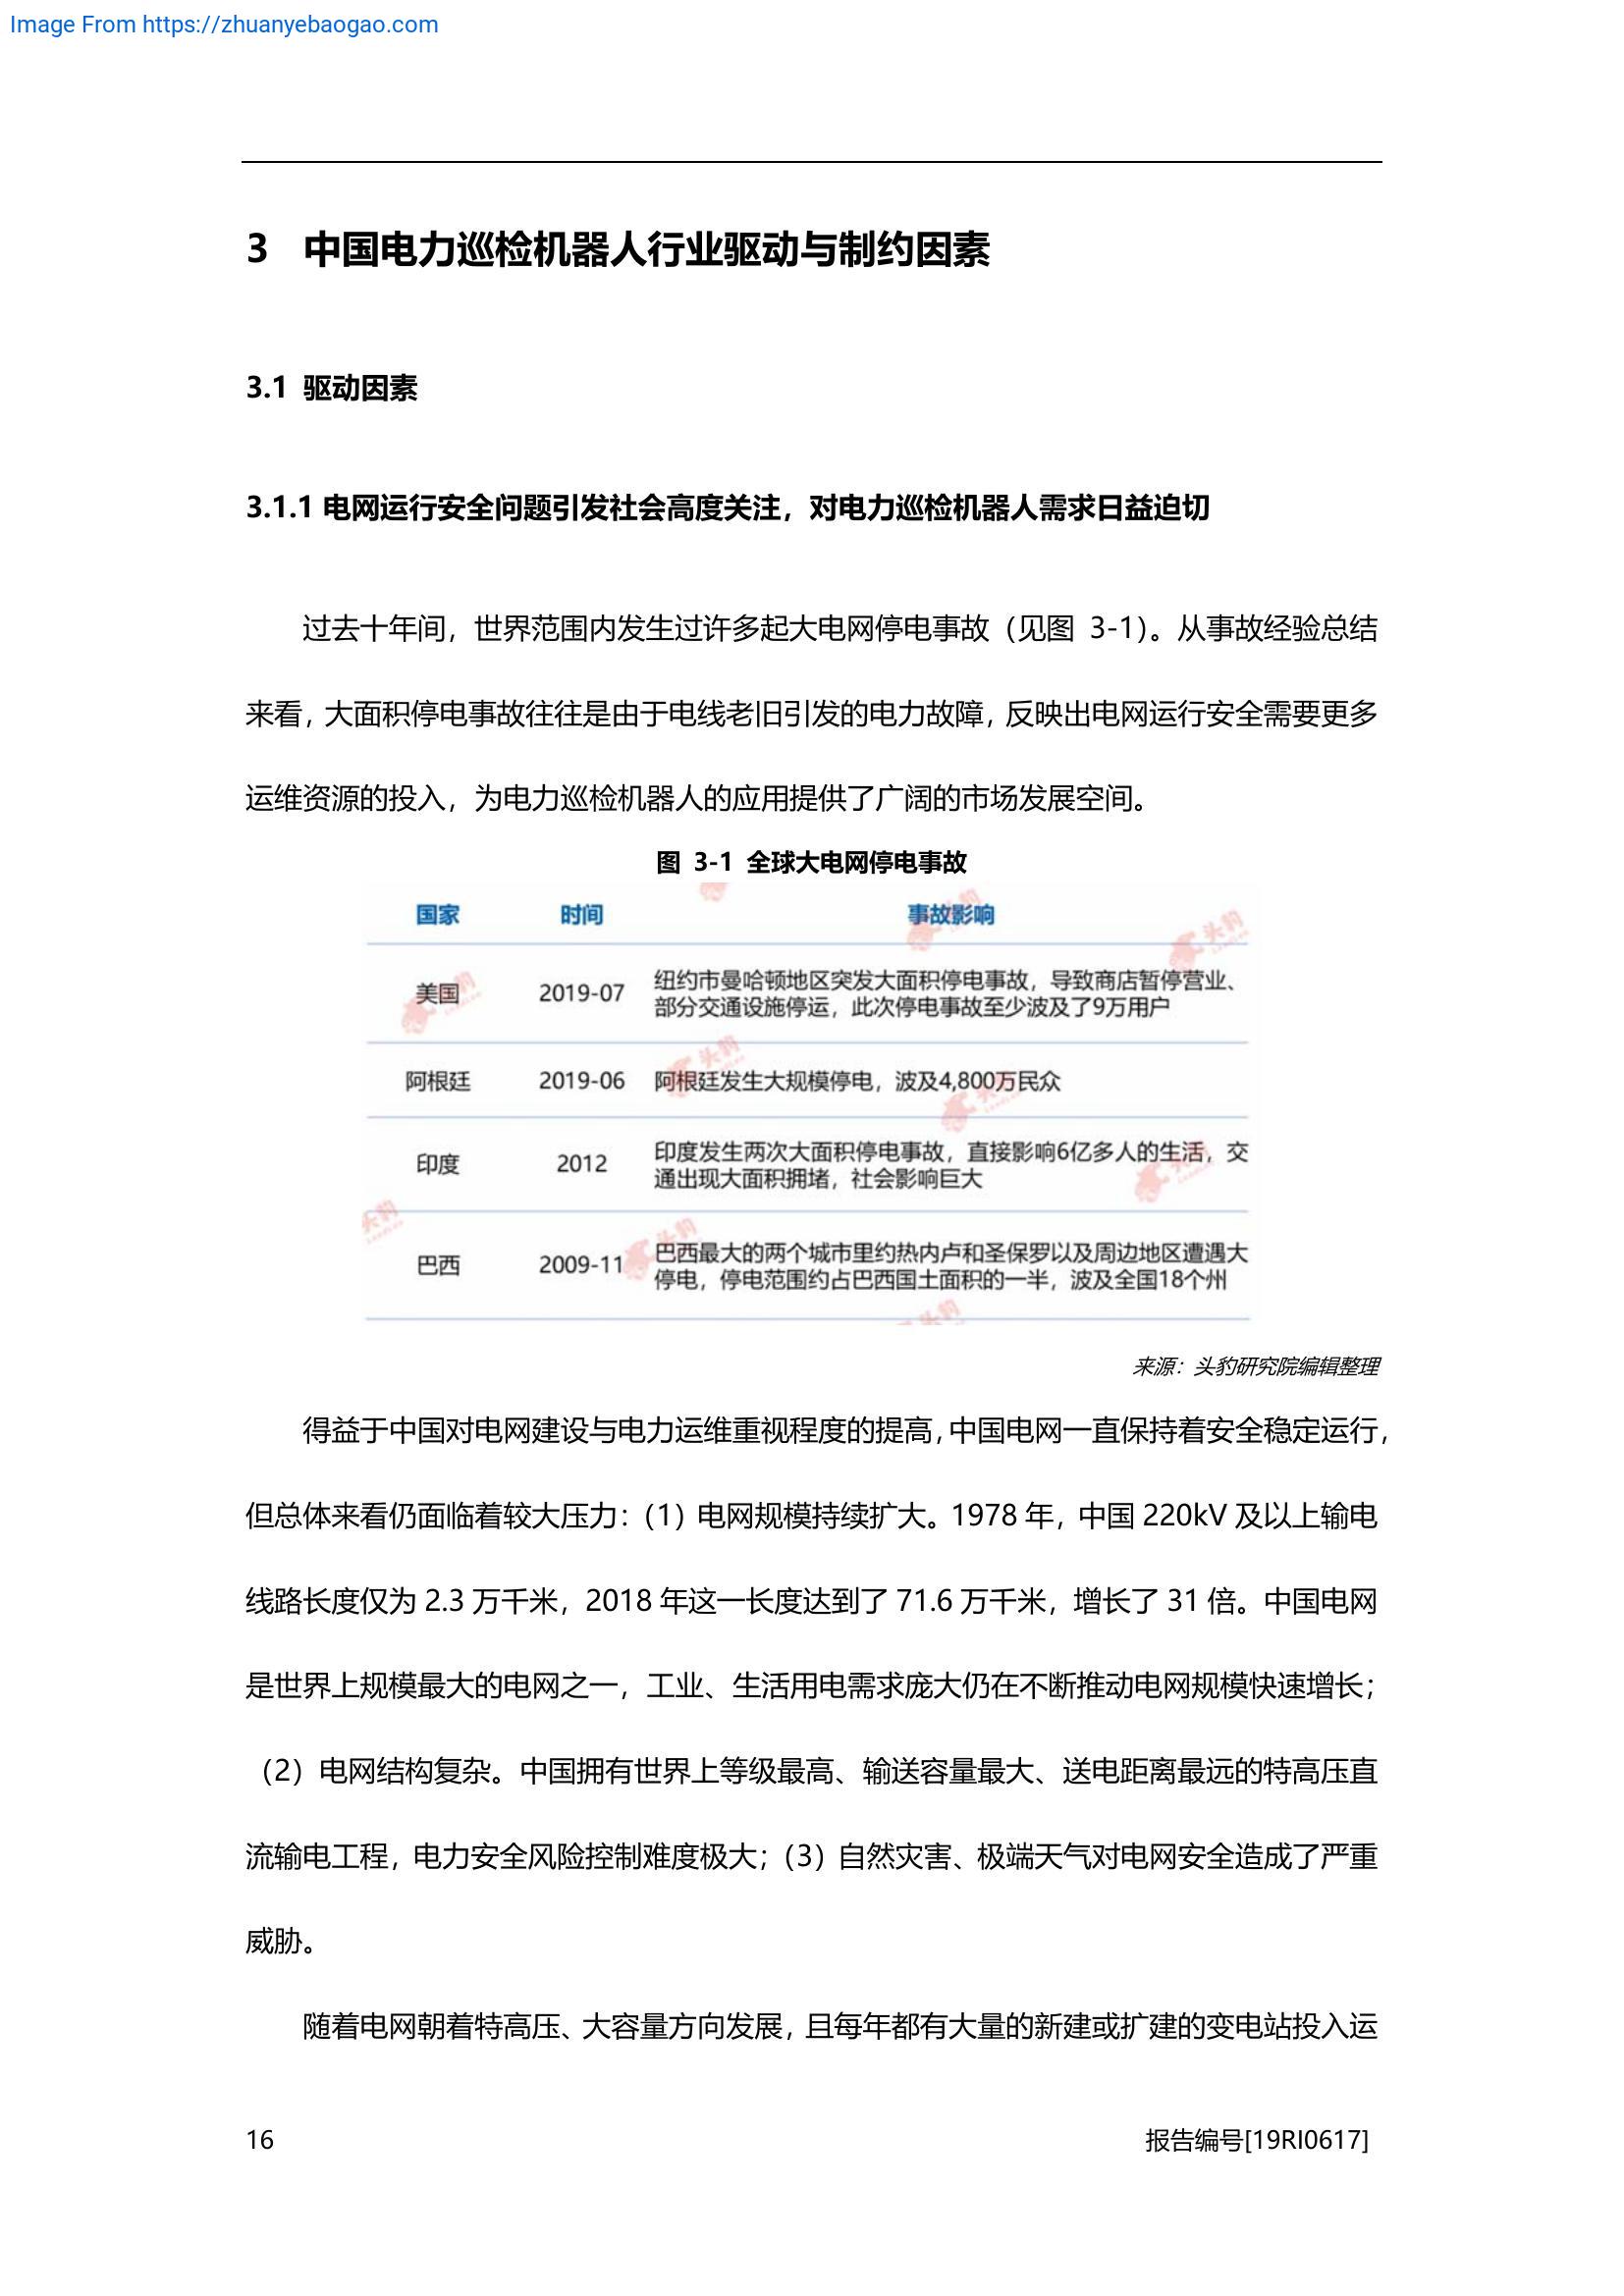 Image From https://zhuanyebaogao.com
3 中国电力巡检机器人行业驱动与制约因素
3.1 驱动因素
3.1.1 电网运行安全问题引发社会高度关注，对电力巡检机器人需求日益迫切
过去十年间，世界范围内发生过许多起大电网停电事故（见图 3-1）。从事故经验总结
来看，大面积停电事故往往是由于电线老旧引发的电力故障，反映出电网运行安全需要更多
运维资源的投入，为电力巡检机器人的应用提供了广阔的市场发展空间。
图 3-1 全球大电网停电事故
国家 时间 事故影响
美国 2019-07 纽约市曼哈顿地区突发大面积停电事故，导致商店暂停营业、
部分交通设施停运，此次停电事故至少波及了9万用户
阿根廷 2019-06 阿根廷发生大规模停电，波及4,800万民众
印度 2012 印度发生两次大面积停电事故，直接影响6亿多人的生活，交
通出现大面积拥堵，社会影响巨大
巴西 2009-11 巴西最大的两个城市里约热内卢和圣保罗以及周边地区遭遇大
停电，停电范围约占巴西国土面积的一半，波及全国18个州
头豹
头豹
头豹
头豹
头豹
来源：头豹研究院编辑整理
得益于中国对电网建设与电力运维重视程度的提高，中国电网一直保持着安全稳定运行，
但总体来看仍面临着较大压力：（1）电网规模持续扩大。1978 年，中国 220kV 及以上输电
线路长度仅为 2.3 万千米，2018 年这一长度达到了 71.6 万千米，增长了 31 倍。中国电网
是世界上规模最大的电网之一，工业、生活用电需求庞大仍在不断推动电网规模快速增长；
（2）电网结构复杂。中国拥有世界上等级最高、输送容量最大、送电距离最远的特高压直
流输电工程，电力安全风险控制难度极大；（3）自然灾害、极端天气对电网安全造成了严重
威胁。
随着电网朝着特高压、大容量方向发展，且每年都有大量的新建或扩建的变电站投入运
16 报告编号[19RI0617]